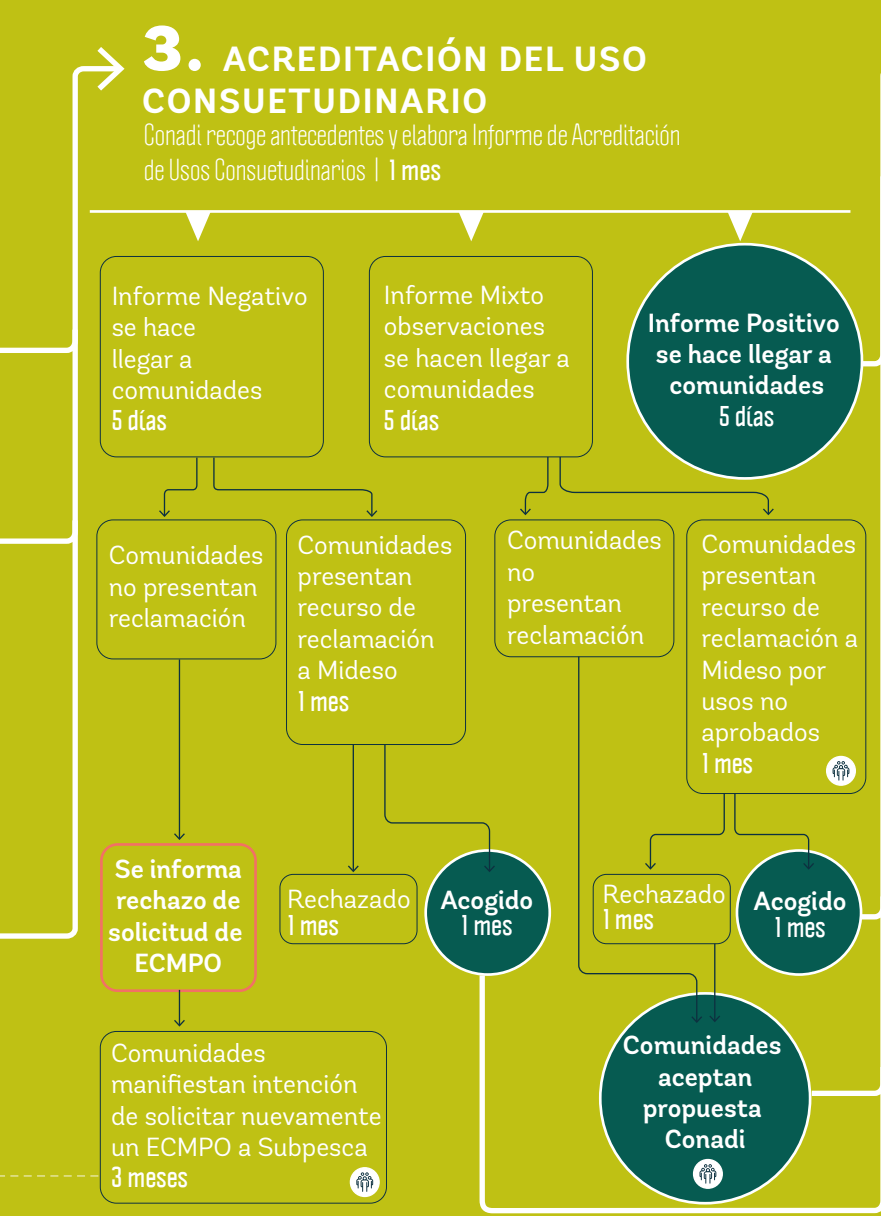 3. ACREDITACIÓN DEL USO
CONSUETUDINARIO
Conadi recoge antecedentes y elabora Informe de Acreditación
de Usos Consuetudinarios | 1 mes
Informe Negativo
se hace
llegar a
comunidades
5 días
Informe Mixto
observaciones
se hacen llegar a
comunidades
5 días
Informe Positivo
se hace llegar a
comunidades
5 días
Comunidades
no presentan
reclamación
Comunidades
presentan
recurso de
reclamación
a Mideso
1 mes
Comunidades
no
presentan
reclamación
Comunidades
presentan
recurso de
reclamación a
Mideso por
usos no
aprobados
1 mes
Se informa
rechazo de
solicitud de
ECMPO
Rechazado
1 mes
Acogido
1 mes
Rechazado
1 mes
Acogido
1 mes
Comunidades
manifiestan intención
de solicitar nuevamente
un ECMPO a Subpesca
3 meses
Comunidades
aceptan
propuesta
Conadi